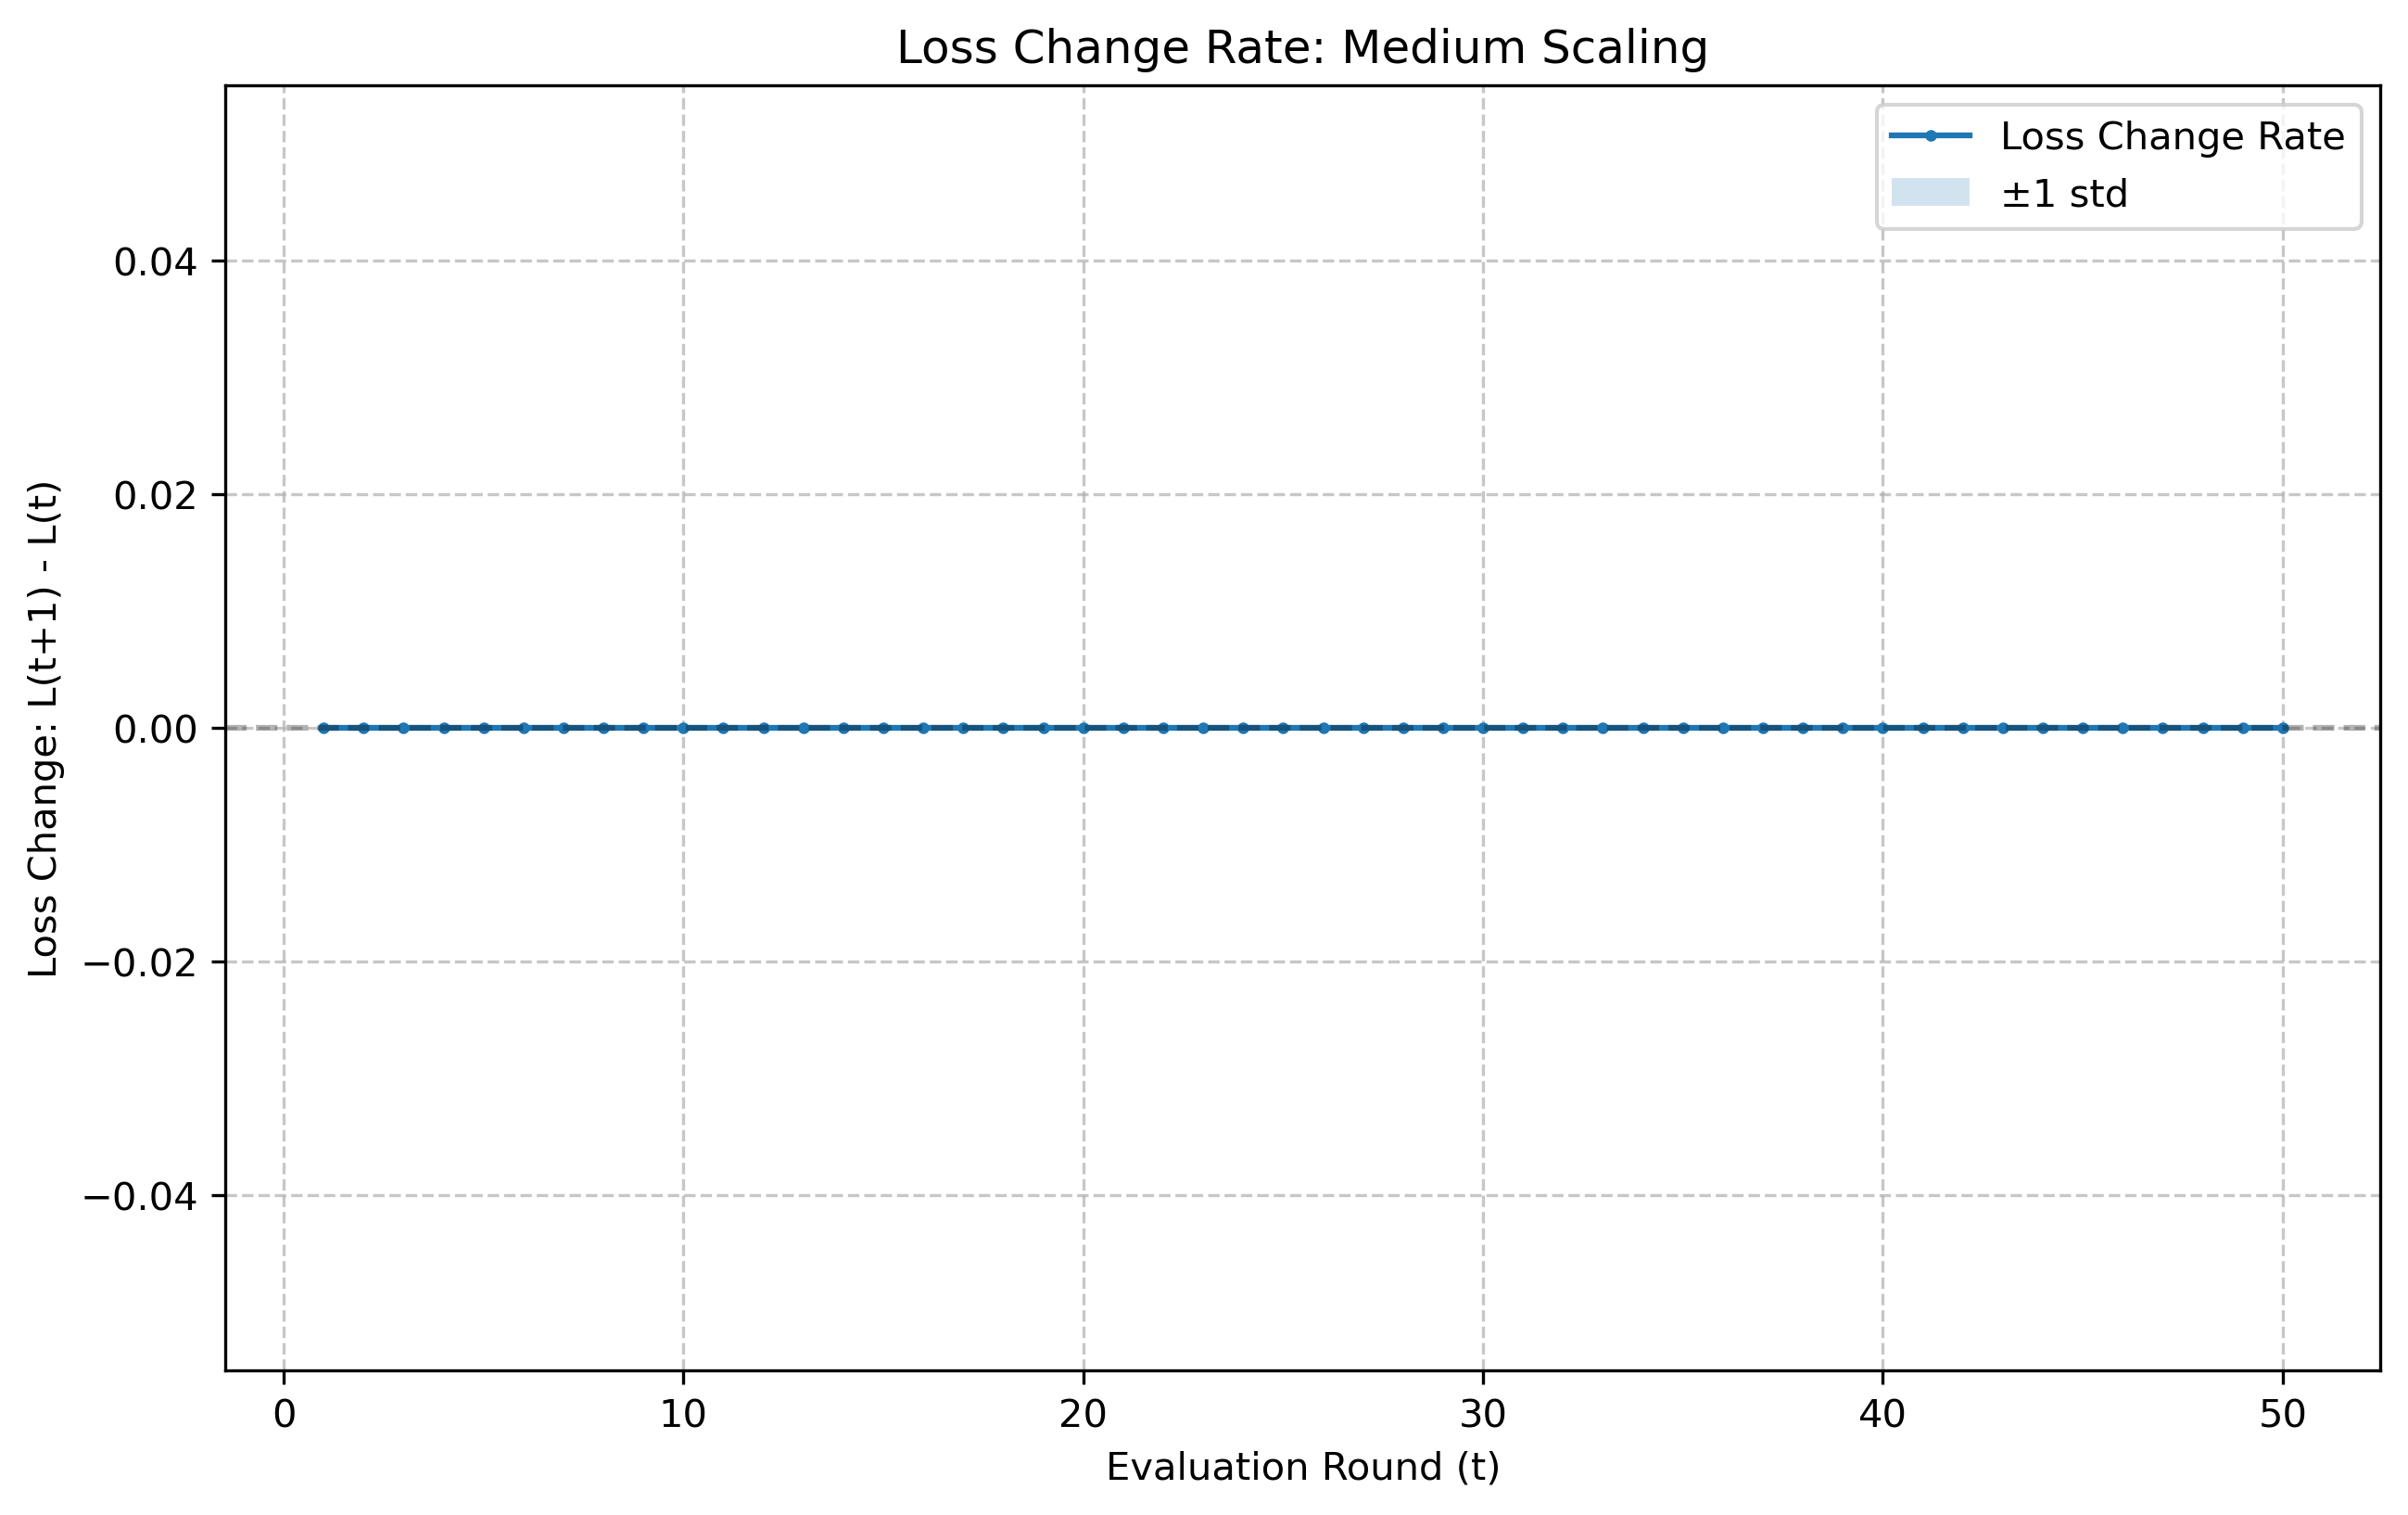 Loss Change Rate: Medium Scaling
Loss Change Rate
±1 std
Loss Change: L(t+1) - L(t)
0.04
0.02
0.00
−0.02
−0.04
0 10 20 30 40 50
Evaluation Round (t)